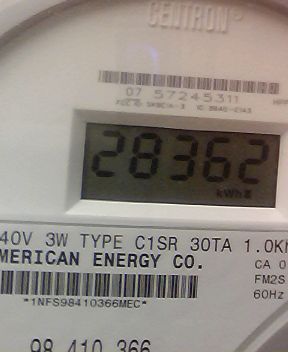 CENTRON®
07 57245311
28362
kWh
40V 3W TYPE C1SR 30TA 1.0K
MERICAN ENERGY CO.
CA 0
FM2S
*1NFS98410366MEC*
60Hz
98 410 366